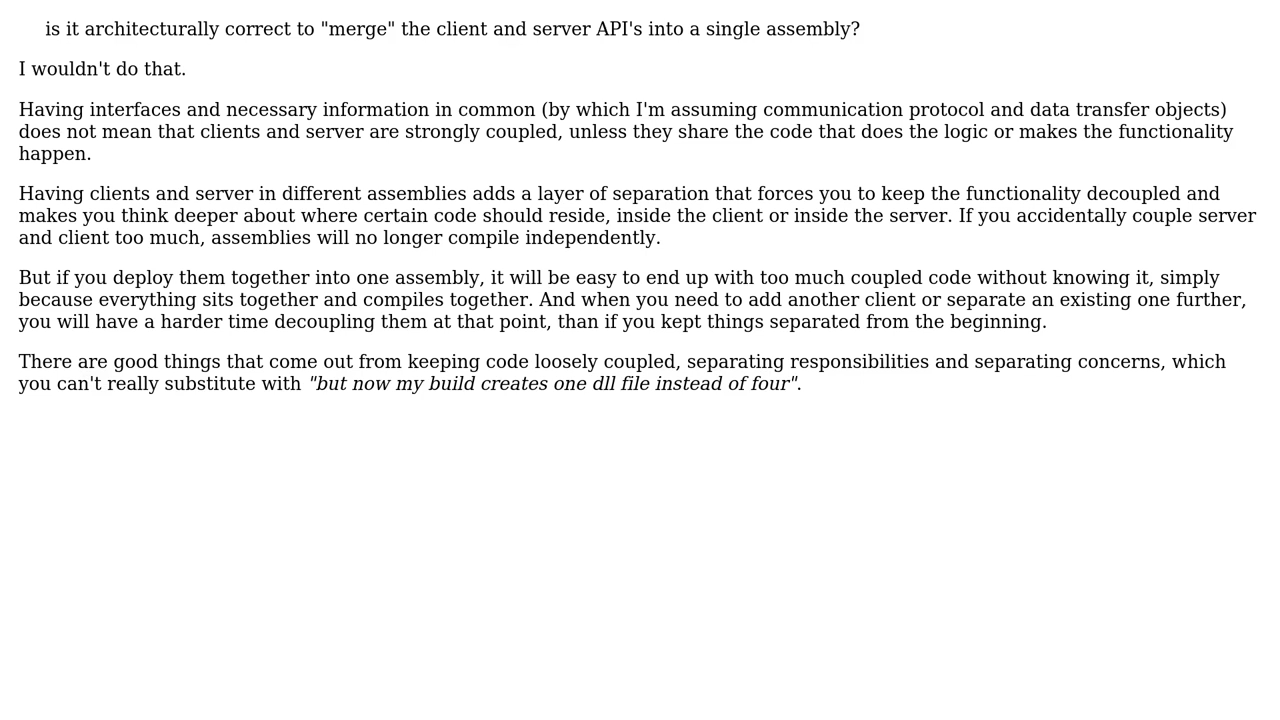 is it architecturally correct to "merge" the client and server API's into a single assembly?
I wouldn't do that.
Having interfaces and necessary information in common (by which I'm assuming communication protocol and data transfer objects)
does not mean that clients and server are strongly coupled, unless they share the code that does the logic or makes the functionality
happen.
Having clients and server in different assemblies adds a layer of separation that forces you to keep the functionality decoupled and
makes you think deeper about where certain code should reside, inside the client or inside the server. If you accidentally couple server
and client too much, assemblies will no longer compile independently.
But if you deploy them together into one assembly, it will be easy to end up with too much coupled code without knowing it, simply
because everything sits together and compiles together. And when you need to add another client or separate an existing one further,
you will have a harder time decoupling them at that point, than if you kept things separated from the beginning.
There are good things that come out from keeping code loosely coupled, separating responsibilities and separating concerns, which
you can't really substitute with "but now my build creates one dll file instead of four".